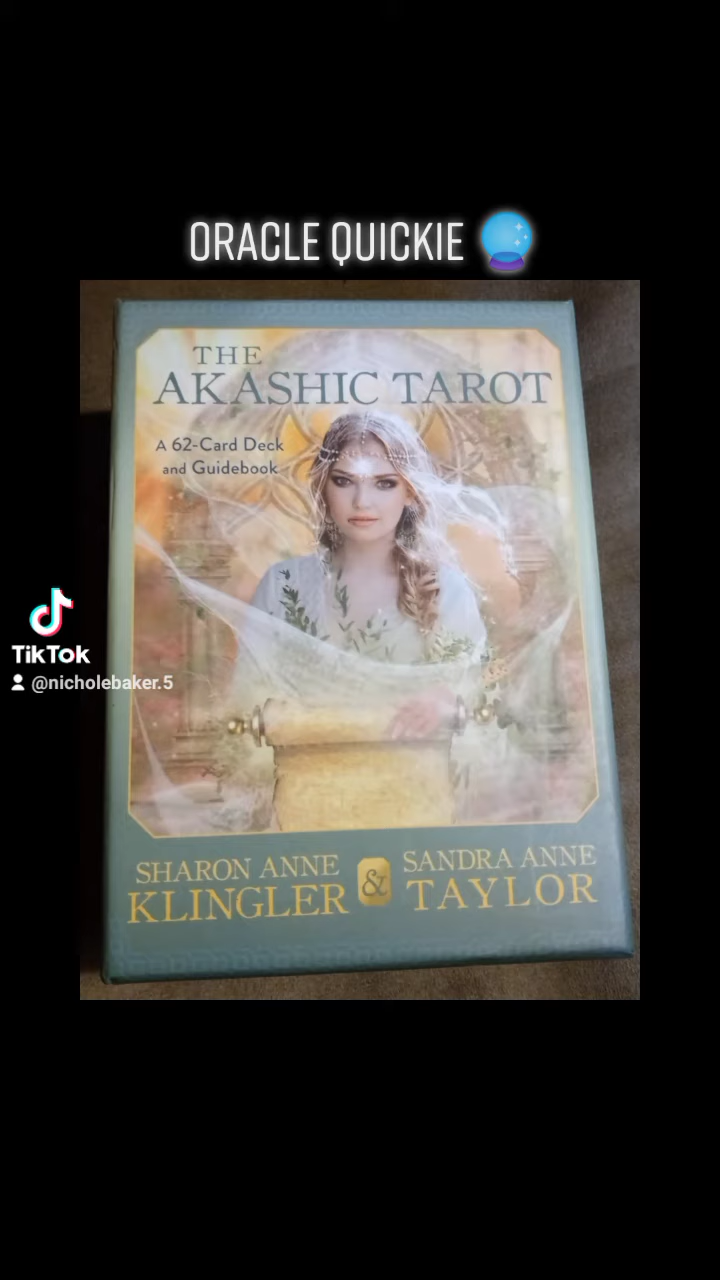 ORACLE QUICKIE 🔮
THE
AKASHIC TAROT
A 62-Card Deck
and Guidebook
TikTok
@nicholebaker.5
SHARON ANNE
KLINGLER
&
SANDRA ANNE
TAYLOR